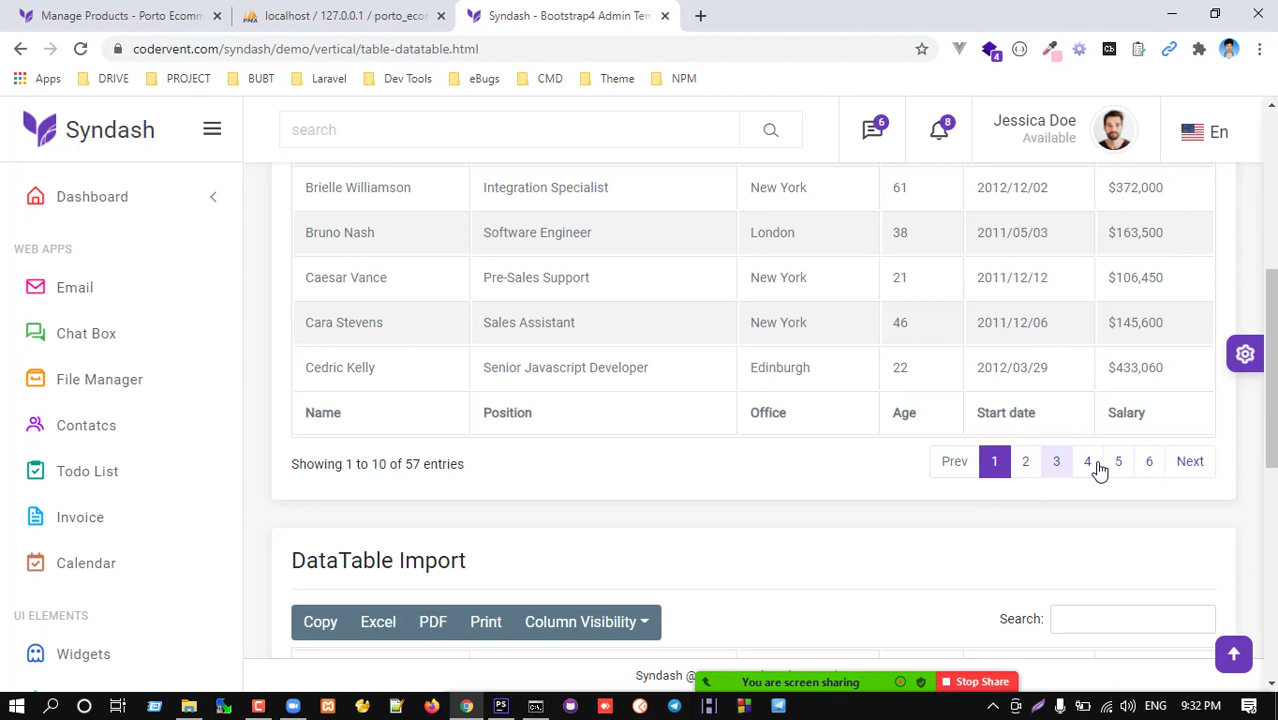 Manage Products - Porto Ecomm
localhost / 127.0.0.1 / porto_eco
Syndash - Bootstrap4 Admin Tem
codervent.com/syndash/demo/vertical/table-datatable.html
4
Cb
Apps DRIVE PROJECT BUBT Laravel Dev Tools eBugs CMD Theme NPM
Syndash
search
6
8
Jessica Doe
Available
En
Dashboard
WEB APPS
Email
Chat Box
File Manager
Contatcs
Todo List
Invoice
Calendar
UI ELEMENTS
Widgets
Brielle Williamson Integration Specialist New York 61 2012/12/02 $372,000
Bruno Nash Software Engineer London 38 2011/05/03 $163,500
Caesar Vance Pre-Sales Support New York 21 2011/12/12 $106,450
Cara Stevens Sales Assistant New York 46 2011/12/06 $145,600
Cedric Kelly Senior Javascript Developer Edinburgh 22 2012/03/29 $433,060
Name Position Office Age Start date Salary
Showing 1 to 10 of 57 entries
Prev 1 2 3 4 5 6 Next
DataTable Import
Copy Excel PDF Print Column Visibility
Search:
Syndash @
You are screen sharing
Stop Share
9:32 PM